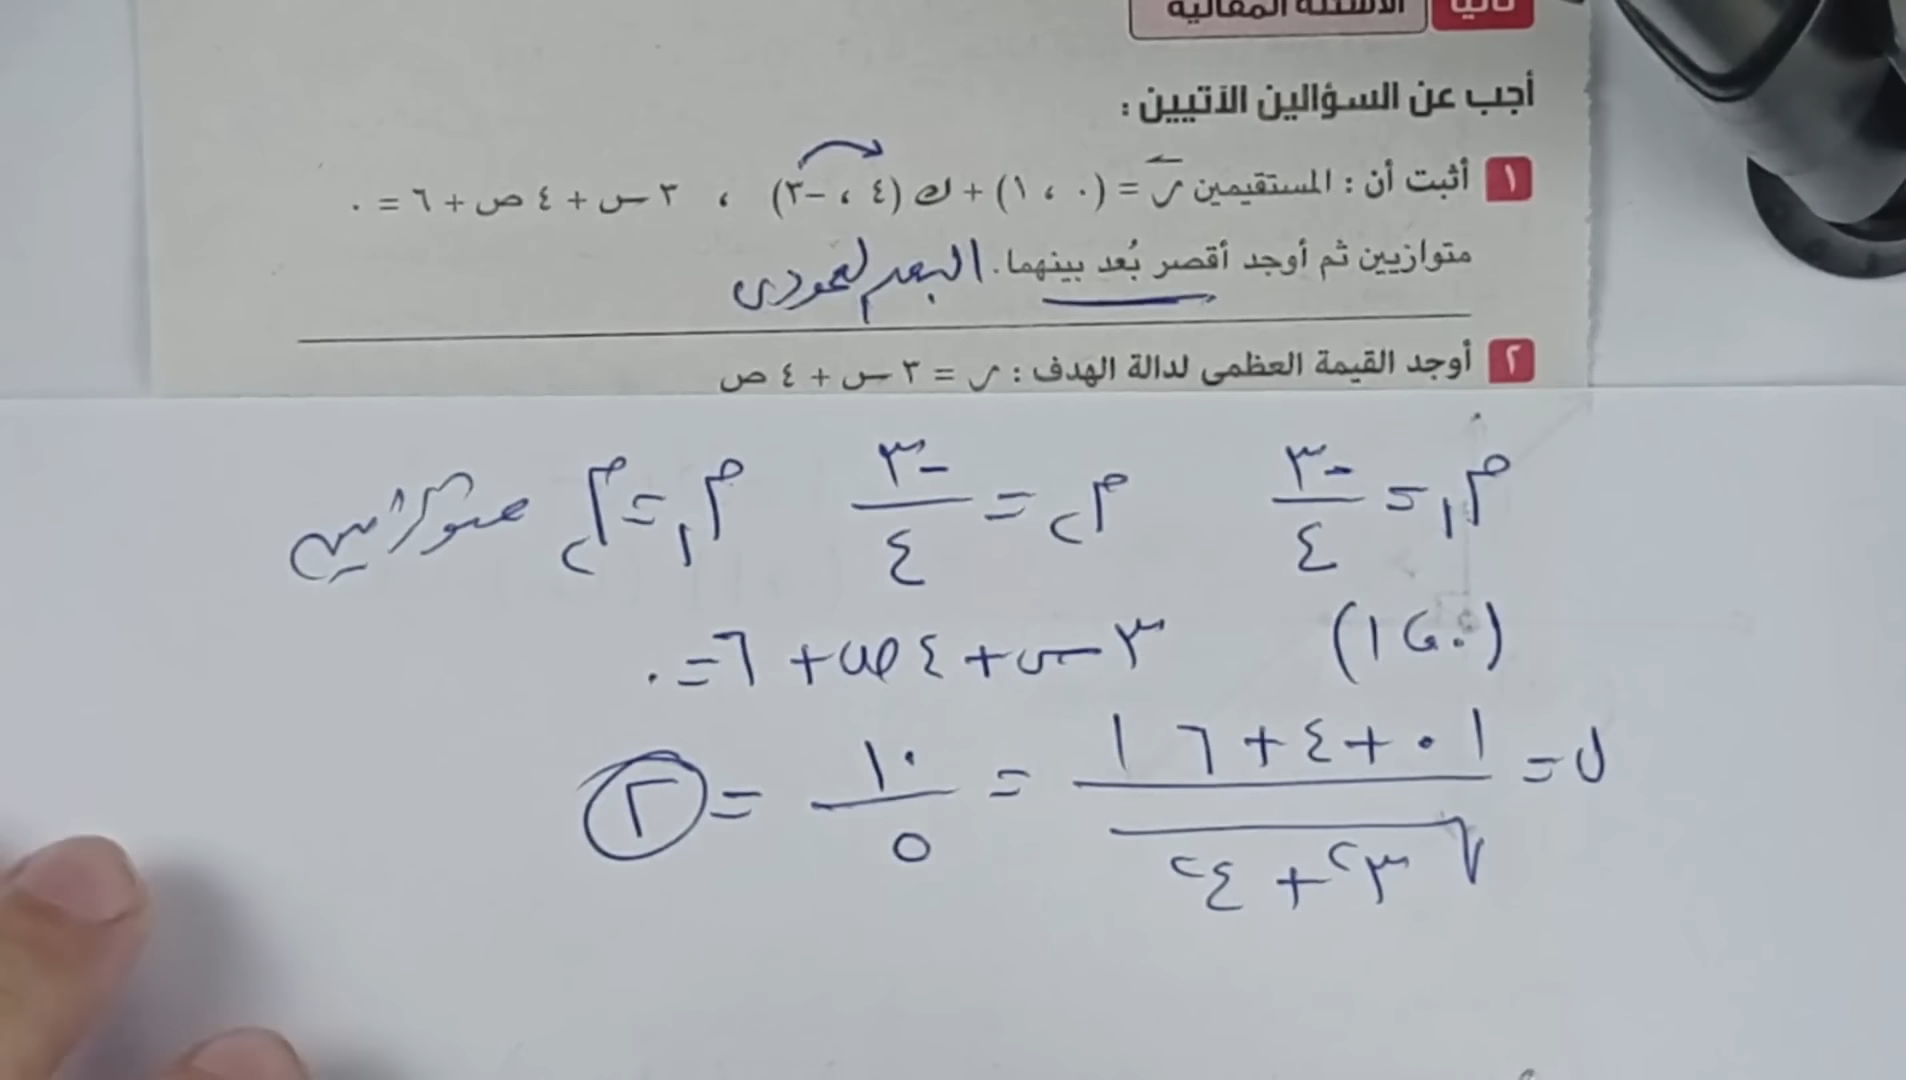 ثانيًا الأسئلة المقالية
أجب عن السؤالين الآتيين :
١ أثبت أن : المستقيمين ر = (٠ ، ١) + ك (٤ ، -٣) ، ٣ س + ٤ ص + ٦ = ٠
متوازيين ثم أوجد أقصر بُعد بينهما. البعد العمودى
٢ أوجد القيمة العظمى لدالة الهدف : ر = ٣ س + ٤ ص
م١ = -٣/٤ م٢ = -٣/٤ م١ = م٢ متوازيين
(٠ ، ١) ٣ س + ٤ ص + ٦ = ٠
ل = |٠ + ٤ + ٦| / √(٣² + ٤²) = ١٠/٥ = ٢